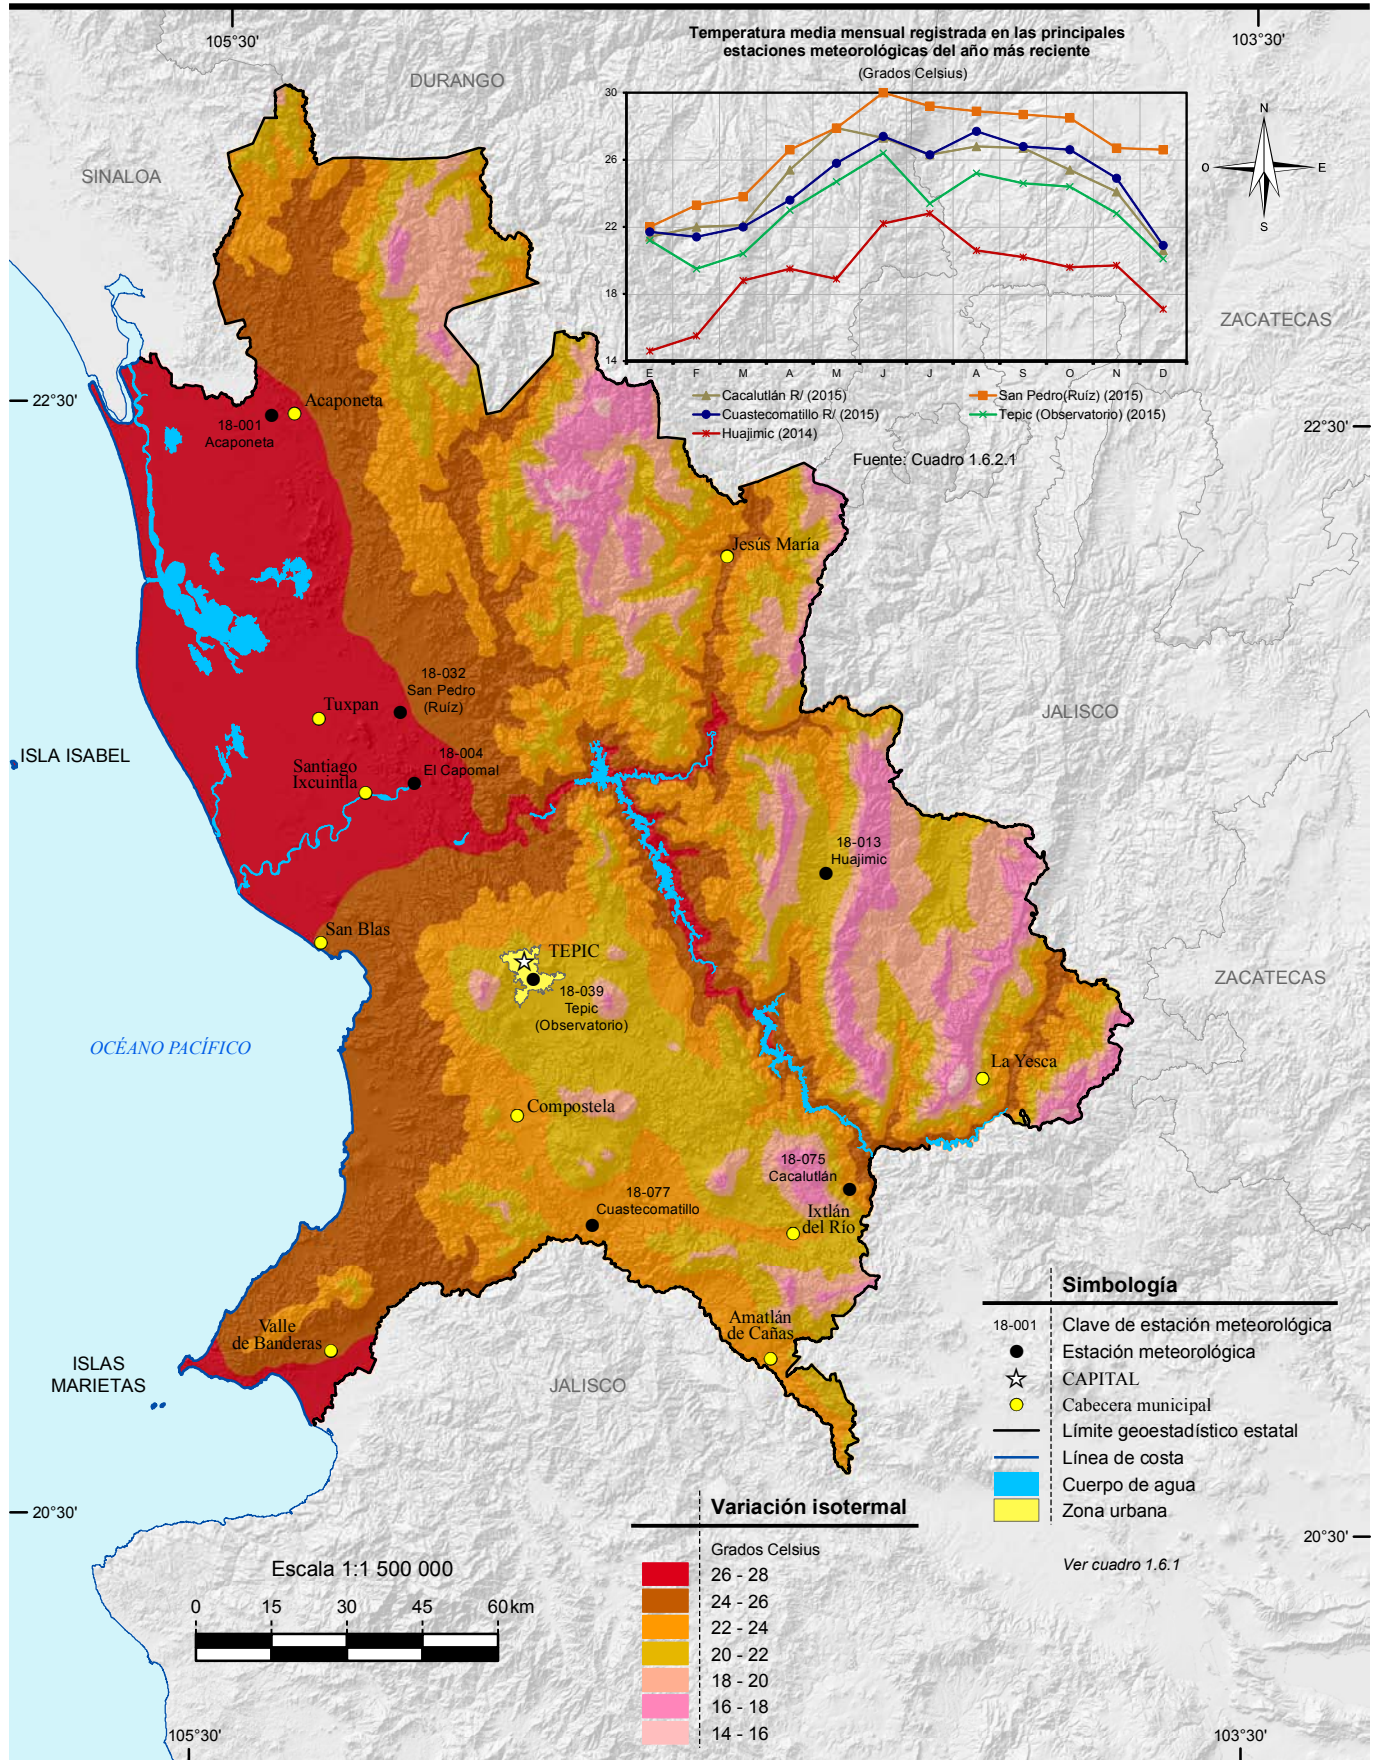 105°30'
103°30'
Temperatura media mensual registrada en las principales
estaciones meteorológicas del año más reciente
(Grados Celsius)
DURANGO
SINALOA
N
O
E
S
30
26
22
18
14
E F M A M J J A S O N D
Cacalutlán R/ (2015)
San Pedro(Ruíz) (2015)
Cuastecomatillo R/ (2015)
Tepic (Observatorio) (2015)
Huajimic (2014)
Fuente: Cuadro 1.6.2.1
ZACATECAS
22°30'
22°30'
Acaponeta
18-001
Acaponeta
Jesús María
18-032
San Pedro
(Ruíz)
Tuxpan
JALISCO
ISLA ISABEL
18-004
El Capomal
Santiago
Ixcuintla
18-013
Huajimic
San Blas
TEPIC
18-039
Tepic
(Observatorio)
ZACATECAS
OCÉANO PACÍFICO
La Yesca
Compostela
18-075
Cacalutlán
18-077
Cuastecomatillo
Ixtlán
del Río
Valle
de Banderas
Amatlán
de Cañas
ISLAS
MARIETAS
JALISCO
Simbología
18-001 Clave de estación meteorológica
Estación meteorológica
CAPITAL
Cabecera municipal
Límite geoestadístico estatal
Línea de costa
Cuerpo de agua
Zona urbana
Ver cuadro 1.6.1
20°30'
20°30'
Variación isotermal
Grados Celsius
26 - 28
24 - 26
22 - 24
20 - 22
18 - 20
16 - 18
14 - 16
Escala 1:1 500 000
0 15 30 45 60 km
105°30'
103°30'